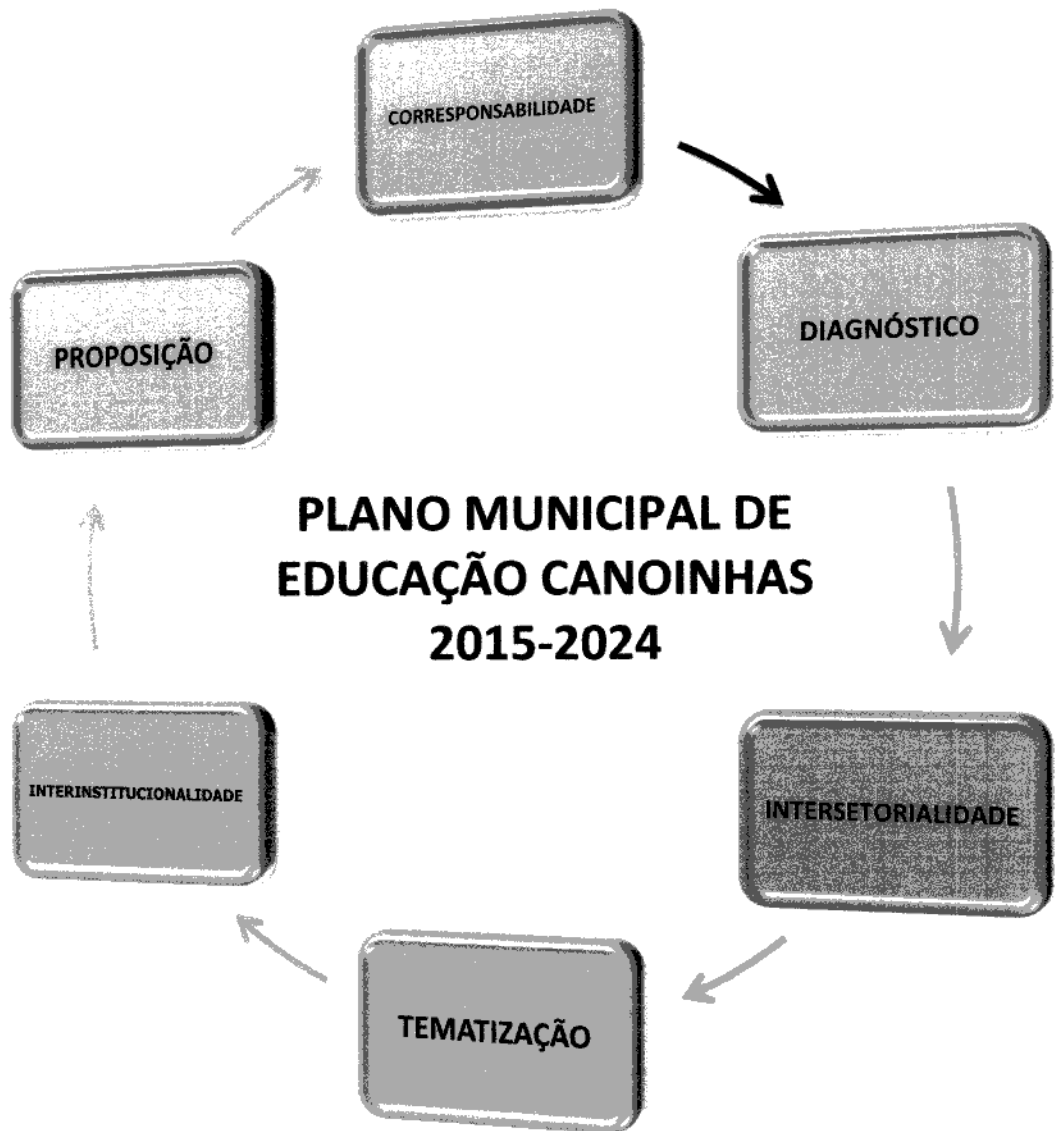 CORRESPONSABILIDADE
DIAGNÓSTICO
PROPOSIÇÃO
PLANO MUNICIPAL DE
EDUCAÇÃO CANOINHAS
2015-2024
INTERINSTITUCIONALIDADE
INTERSETORIALIDADE
TEMATIZAÇÃO